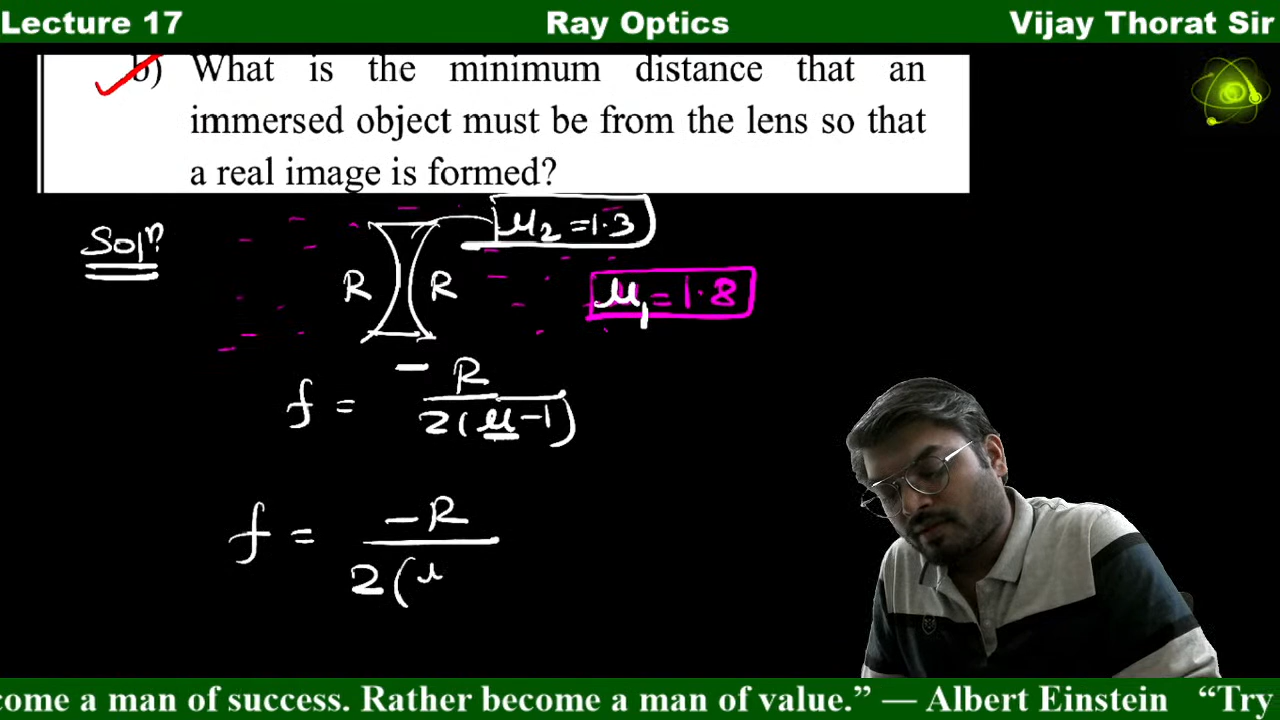 Lecture 17 Ray Optics Vijay Thorat Sir
b) What is the minimum distance that an
immersed object must be from the lens so that
a real image is formed?
Solⁿ
μ₂ = 1.3
R R
μ₁ = 1.8
f = -R / 2(μ-1)
f = -R / 2(μ
come a man of success. Rather become a man of value.” — Albert Einstein “Try